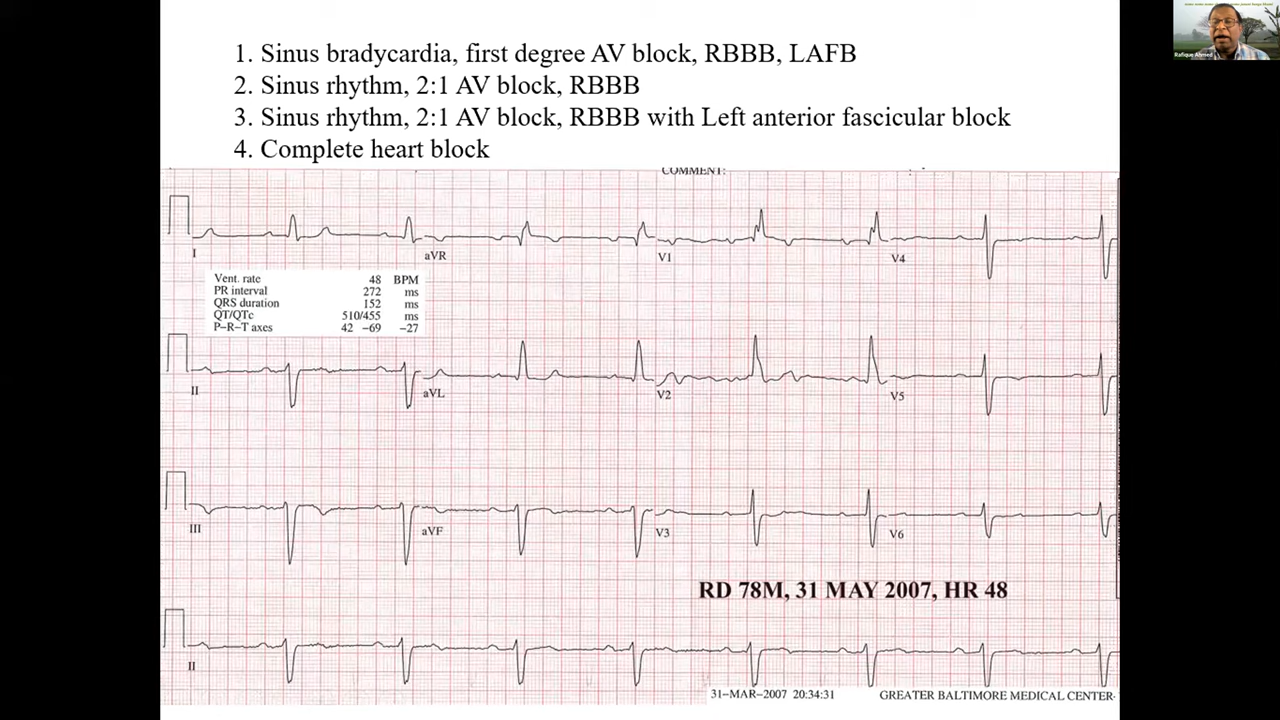 1. Sinus bradycardia, first degree AV block, RBBB, LAFB
2. Sinus rhythm, 2:1 AV block, RBBB
3. Sinus rhythm, 2:1 AV block, RBBB with Left anterior fascicular block
4. Complete heart block
COMMENT:
I
aVR
V1
V4
Vent. rate 48 BPM
PR interval 272 ms
QRS duration 152 ms
QT/QTc 510/455 ms
P-R-T axes 42 -69 -27
II
aVL
V2
V5
III
aVF
V3
V6
RD 78M, 31 MAY 2007, HR 48
II
31-MAR-2007 20:34:31 GREATER BALTIMORE MEDICAL CENTER-
Rafique Ahmed